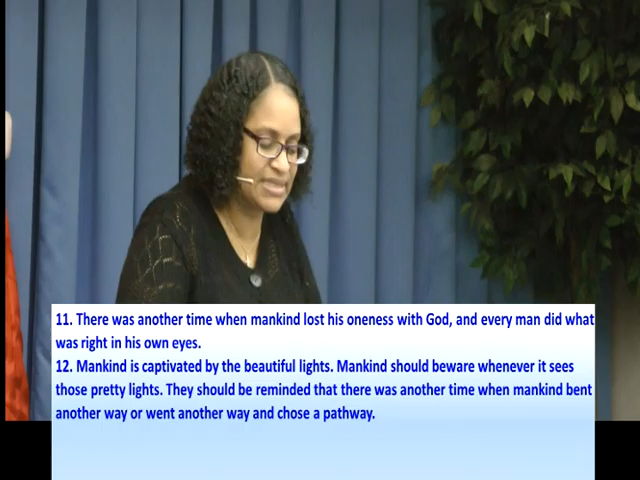 11. There was another time when mankind lost his oneness with God, and every man did what
was right in his own eyes.
12. Mankind is captivated by the beautiful lights. Mankind should beware whenever it sees
those pretty lights. They should be reminded that there was another time when mankind bent
another way or went another way and chose a pathway.